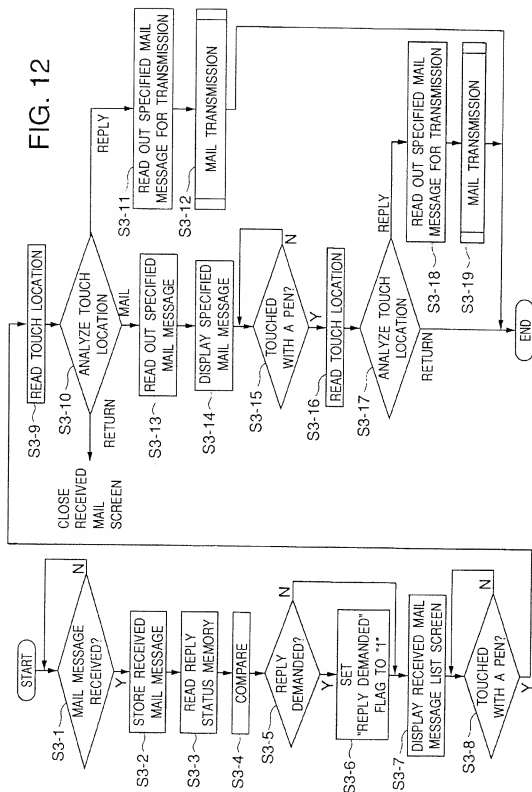 FIG. 12
START
S3-1
MAIL MESSAGE
RECEIVED?
N
Y
S3-2
STORE RECEIVED
MAIL MESSAGE
S3-3
READ REPLY
STATUS MEMORY
S3-4
COMPARE
S3-5
REPLY
DEMANDED?
N
Y
S3-6
SET
"REPLY DEMANDED"
FLAG TO "1"
S3-7
DISPLAY RECEIVED MAIL
MESSAGE LIST SCREEN
S3-8
TOUCHED
WITH A PEN?
N
Y
S3-9
READ TOUCH LOCATION
S3-10
ANALYZE TOUCH
LOCATION
RETURN
CLOSE
RECEIVED
MAIL
SCREEN
MAIL
REPLY
S3-11
READ OUT SPECIFIED MAIL
MESSAGE FOR TRANSMISSION
S3-12
MAIL TRANSMISSION
S3-13
READ OUT SPECIFIED
MAIL MESSAGE
S3-14
DISPLAY SPECIFIED
MAIL MESSAGE
S3-15
TOUCHED
WITH A PEN?
N
Y
S3-16
READ TOUCH LOCATION
S3-17
ANALYZE TOUCH
LOCATION
REPLY
RETURN
S3-18
READ OUT SPECIFIED MAIL
MESSAGE FOR TRANSMISSION
S3-19
MAIL TRANSMISSION
END